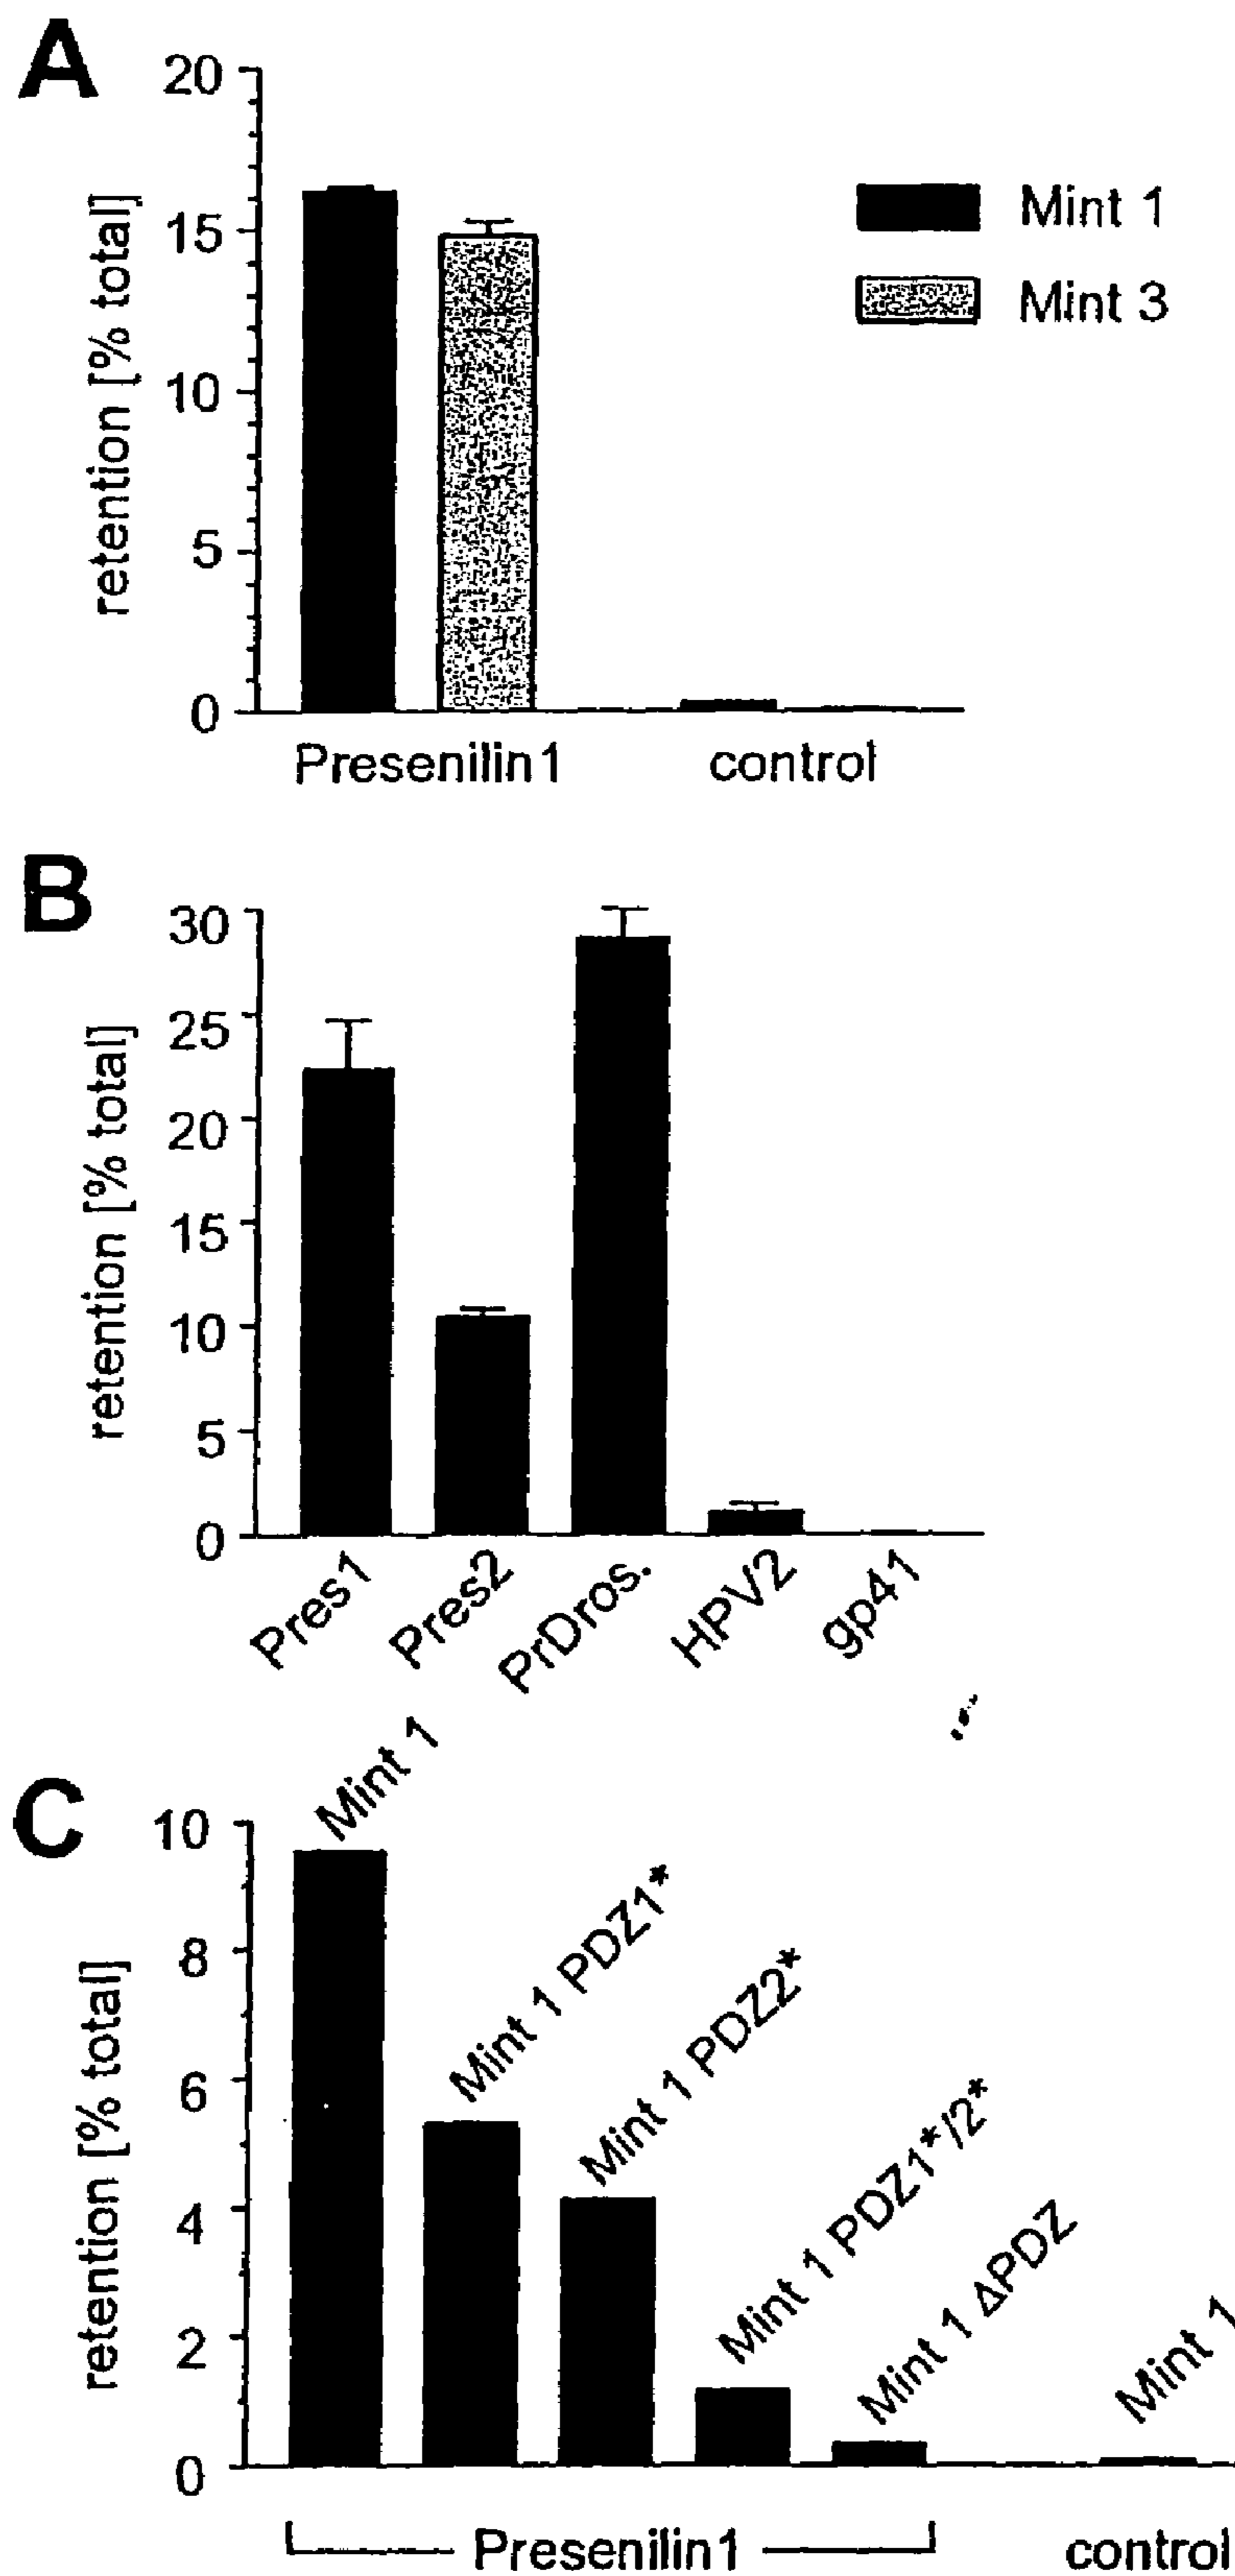 A
20
15
10
5
0
retention [% total]
Mint 1
Mint 3
Presenilin1
control
B
30
25
20
15
10
5
0
retention [% total]
Pres1
Pres2
PrDros.
HPV2
gp41
C
10
8
6
4
2
0
retention [% total]
Mint 1
Mint 1 PDZ1*
Mint 1 PDZ2*
Mint 1 PDZ1*/2*
Mint 1 ΔPDZ
Mint 1
Presenilin1
control